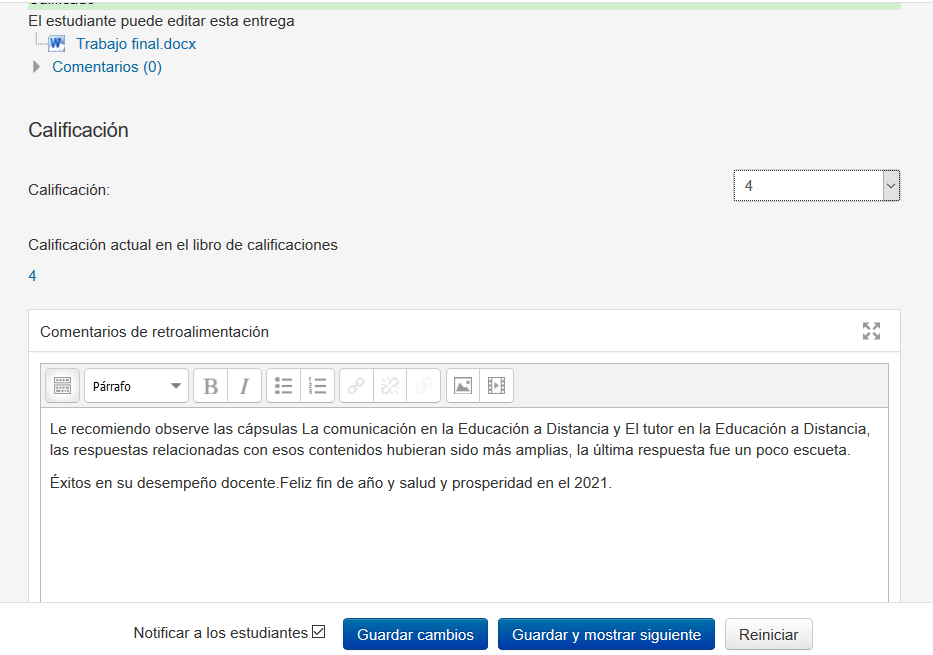 El estudiante puede editar esta entrega
Trabajo final.docx
Comentarios (0)
Calificación
Calificación:
4
Calificación actual en el libro de calificaciones
4
Comentarios de retroalimentación
Párrafo
B I
Le recomiendo observe las cápsulas La comunicación en la Educación a Distancia y El tutor en la Educación a Distancia,
las respuestas relacionadas con esos contenidos hubieran sido más amplias, la última respuesta fue un poco escueta.
Éxitos en su desempeño docente.Feliz fin de año y salud y prosperidad en el 2021.
Notificar a los estudiantes
Guardar cambios
Guardar y mostrar siguiente
Reiniciar